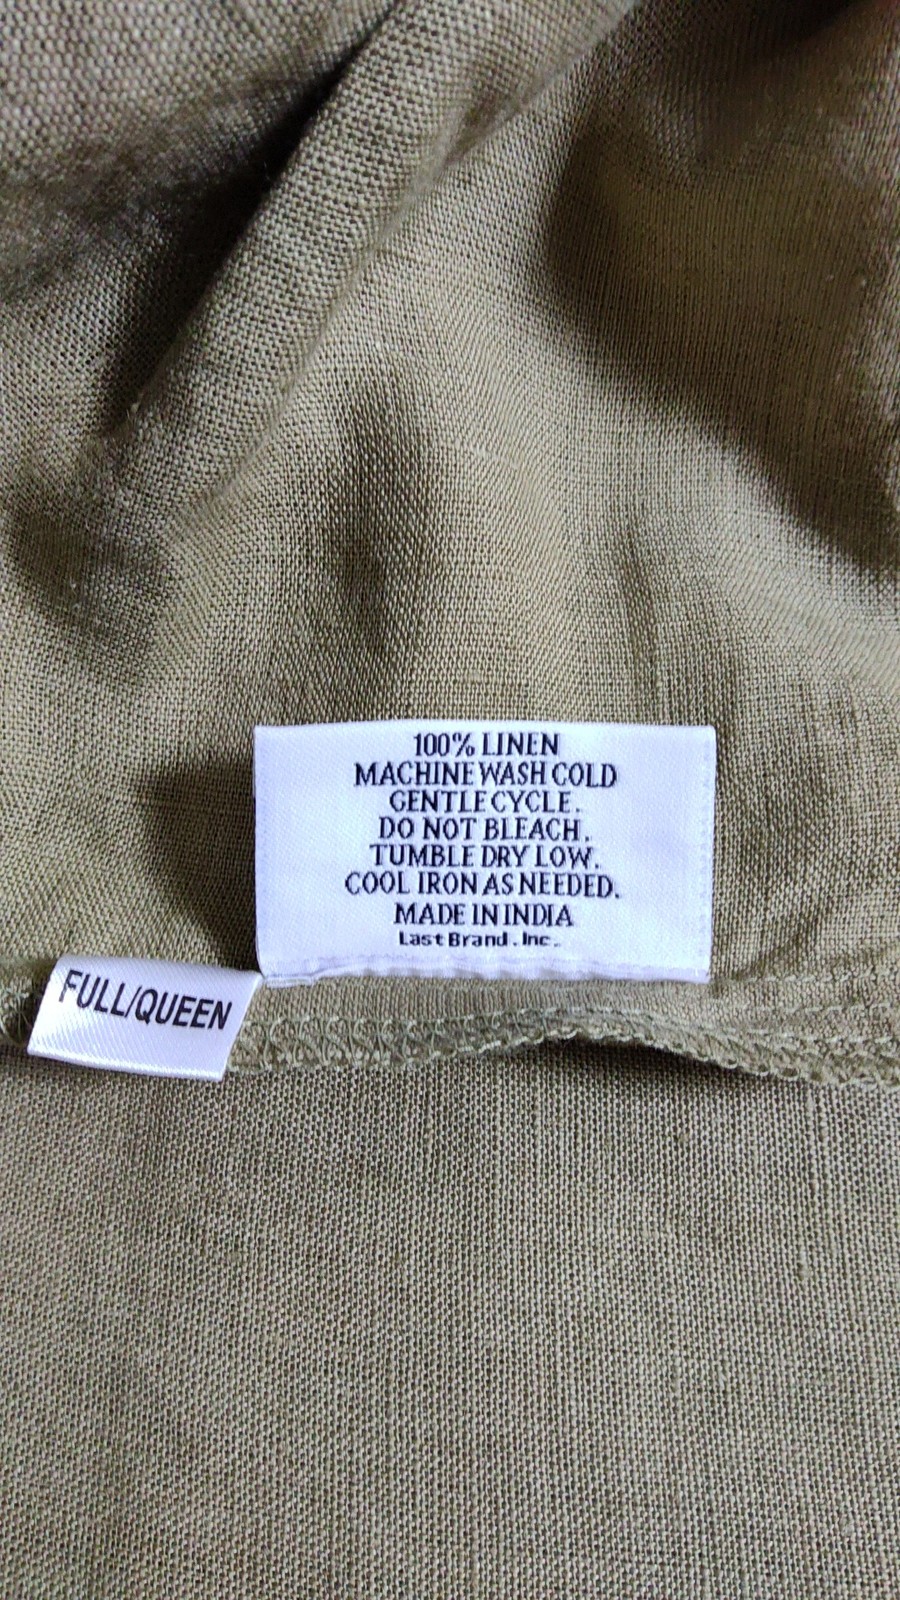 100% LINEN
MACHINE WASH COLD
GENTLE CYCLE.
DO NOT BLEACH.
TUMBLE DRY LOW.
COOL IRON AS NEEDED.
MADE IN INDIA
Last Brand. Inc.
FULL/QUEEN